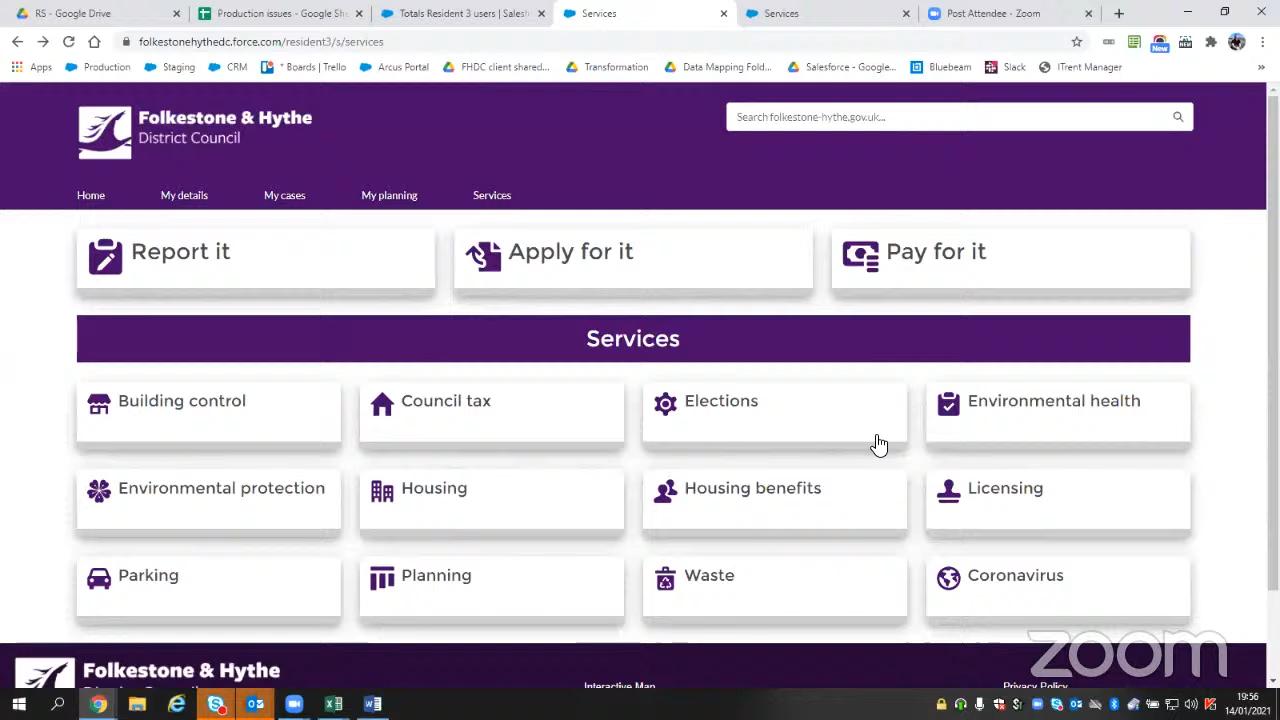 RS - Google Drive
Production issues - Google Sh
Totals Resident 3 users | Salesf
Services
Services
Post Attendee - Zoom
folkestonehythedc.force.com/resident3/s/services
New
Apps
Production
Staging
CRM
* Boards | Trello
Arcus Portal
FHDC client shared...
Transformation
Data Mapping Fold...
Salesforce - Google...
Bluebeam
Slack
iTrent Manager
»
Folkestone & Hythe
District Council
Search folkestone-hythe.gov.uk...
Home
My details
My cases
My planning
Services
Report it
Apply for it
Pay for it
Services
Building control
Council tax
Elections
Environmental health
Environmental protection
Housing
Housing benefits
Licensing
Parking
Planning
Waste
Coronavirus
zoom
Folkestone & Hythe
District Council
Interactive Map
Privacy Policy
19:56
14/01/2021